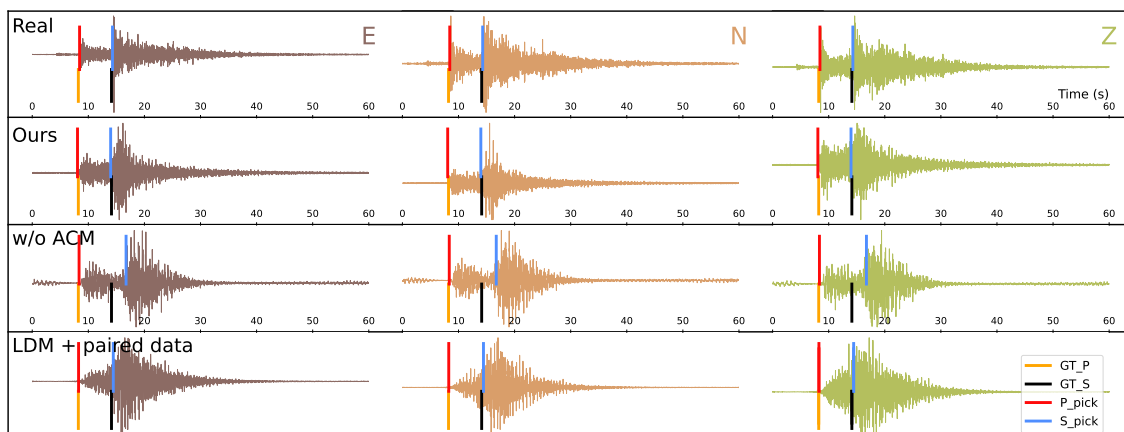 Real E N Z
Time (s)
0 10 20 30 40 50 60 0 10 20 30 40 50 60 0 10 20 30 40 50 60
Ours
0 10 20 30 40 50 60 0 10 20 30 40 50 60 0 10 20 30 40 50 60
w/o ACM
0 10 20 30 40 50 60 0 10 20 30 40 50 60 0 10 20 30 40 50 60
LDM + paired data
GT_P
GT_S
P_pick
S_pick